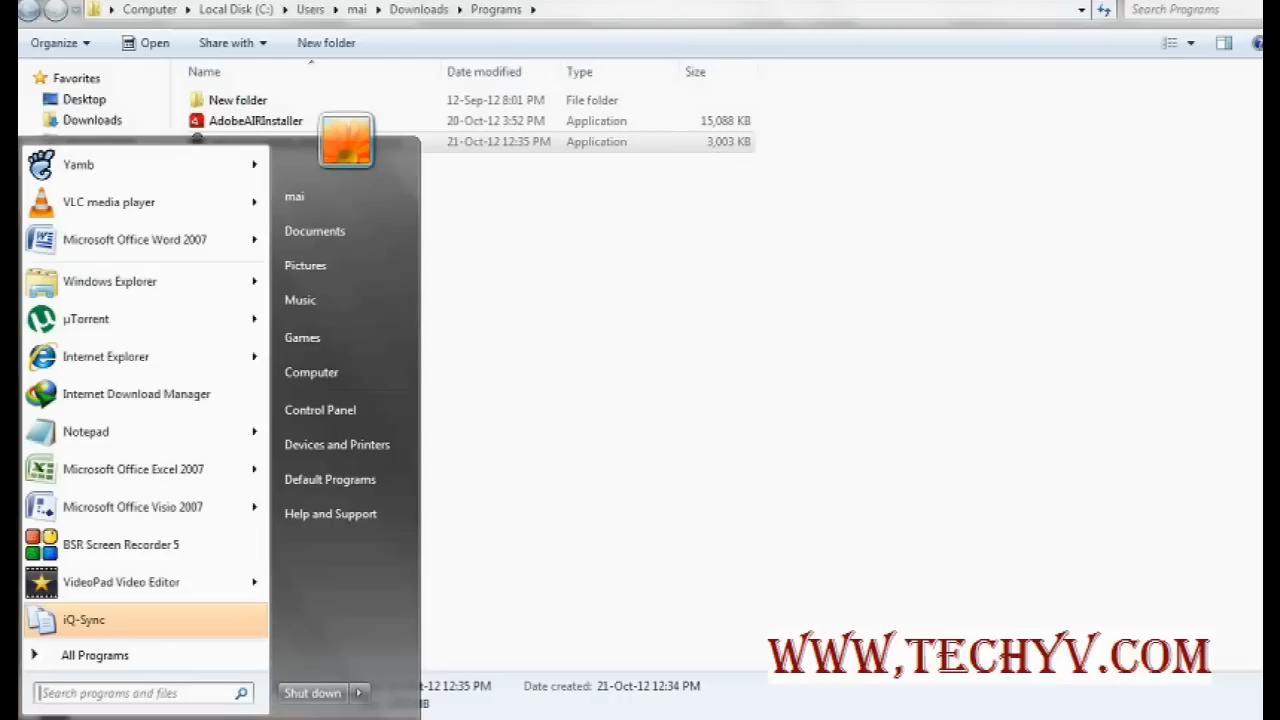 Computer ▸ Local Disk (C:) ▸ Users ▸ mai ▸ Downloads ▸ Programs ▸
Search Programs
Organize Open Share with New folder
Name Date modified Type Size
Favorites
Desktop
Downloads
New folder 12-Sep-12 8:01 PM File folder
AdobeAIRInstaller 20-Oct-12 3:52 PM Application 15,088 KB
21-Oct-12 12:35 PM Application 3,003 KB
Yamb
VLC media player
Microsoft Office Word 2007
Windows Explorer
µTorrent
Internet Explorer
Internet Download Manager
Notepad
Microsoft Office Excel 2007
Microsoft Office Visio 2007
BSR Screen Recorder 5
VideoPad Video Editor
iQ-Sync
All Programs
Search programs and files
mai
Documents
Pictures
Music
Games
Computer
Control Panel
Devices and Printers
Default Programs
Help and Support
Shut down
t-12 12:35 PM Date created: 21-Oct-12 12:34 PM
WWW,TECHYV.COM